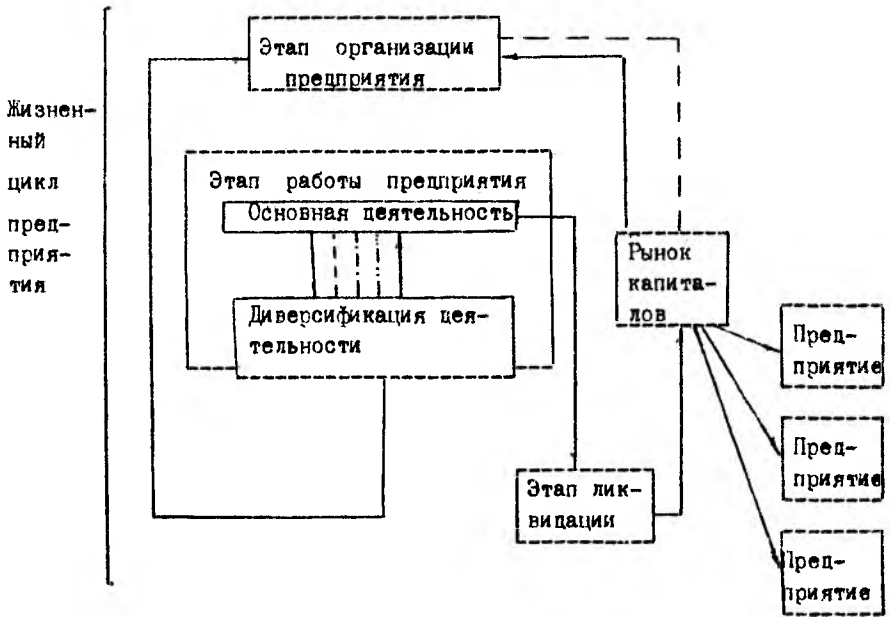 Жизнен-
ный
цикл
пред-
прия-
тия
Этап организации
предприятия
Этап работы предприятия
Основная деятельность
Диверсификация дея-
тельности
Рынок
капита-
лов
Этап лик-
видации
Пред-
приятие
Пред-
приятие
Пред-
приятие